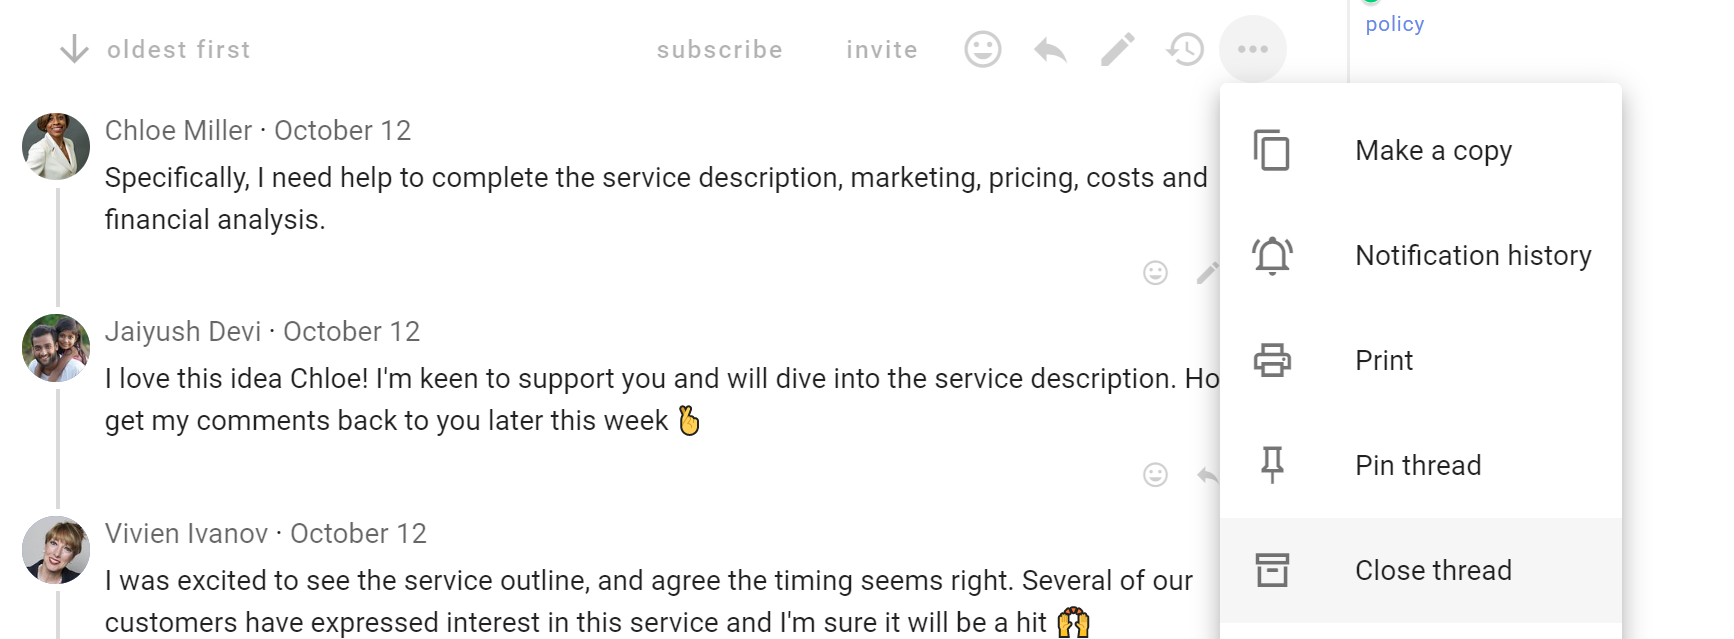 policy
oldest first
subscribe
invite
Chloe Miller · October 12
Specifically, I need help to complete the service description, marketing, pricing, costs and
financial analysis.
Jaiyush Devi · October 12
I love this idea Chloe! I'm keen to support you and will dive into the service description. Ho
get my comments back to you later this week 🫰
Vivien Ivanov · October 12
I was excited to see the service outline, and agree the timing seems right. Several of our
customers have expressed interest in this service and I'm sure it will be a hit 🙌
Make a copy
Notification history
Print
Pin thread
Close thread